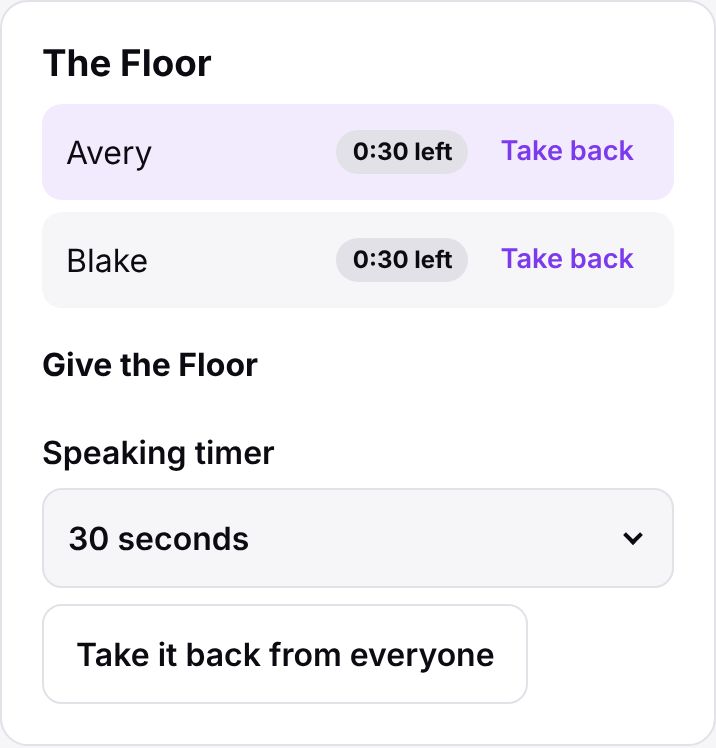 The Floor
Avery 0:30 left Take back
Blake 0:30 left Take back
Give the Floor
Speaking timer
30 seconds
Take it back from everyone